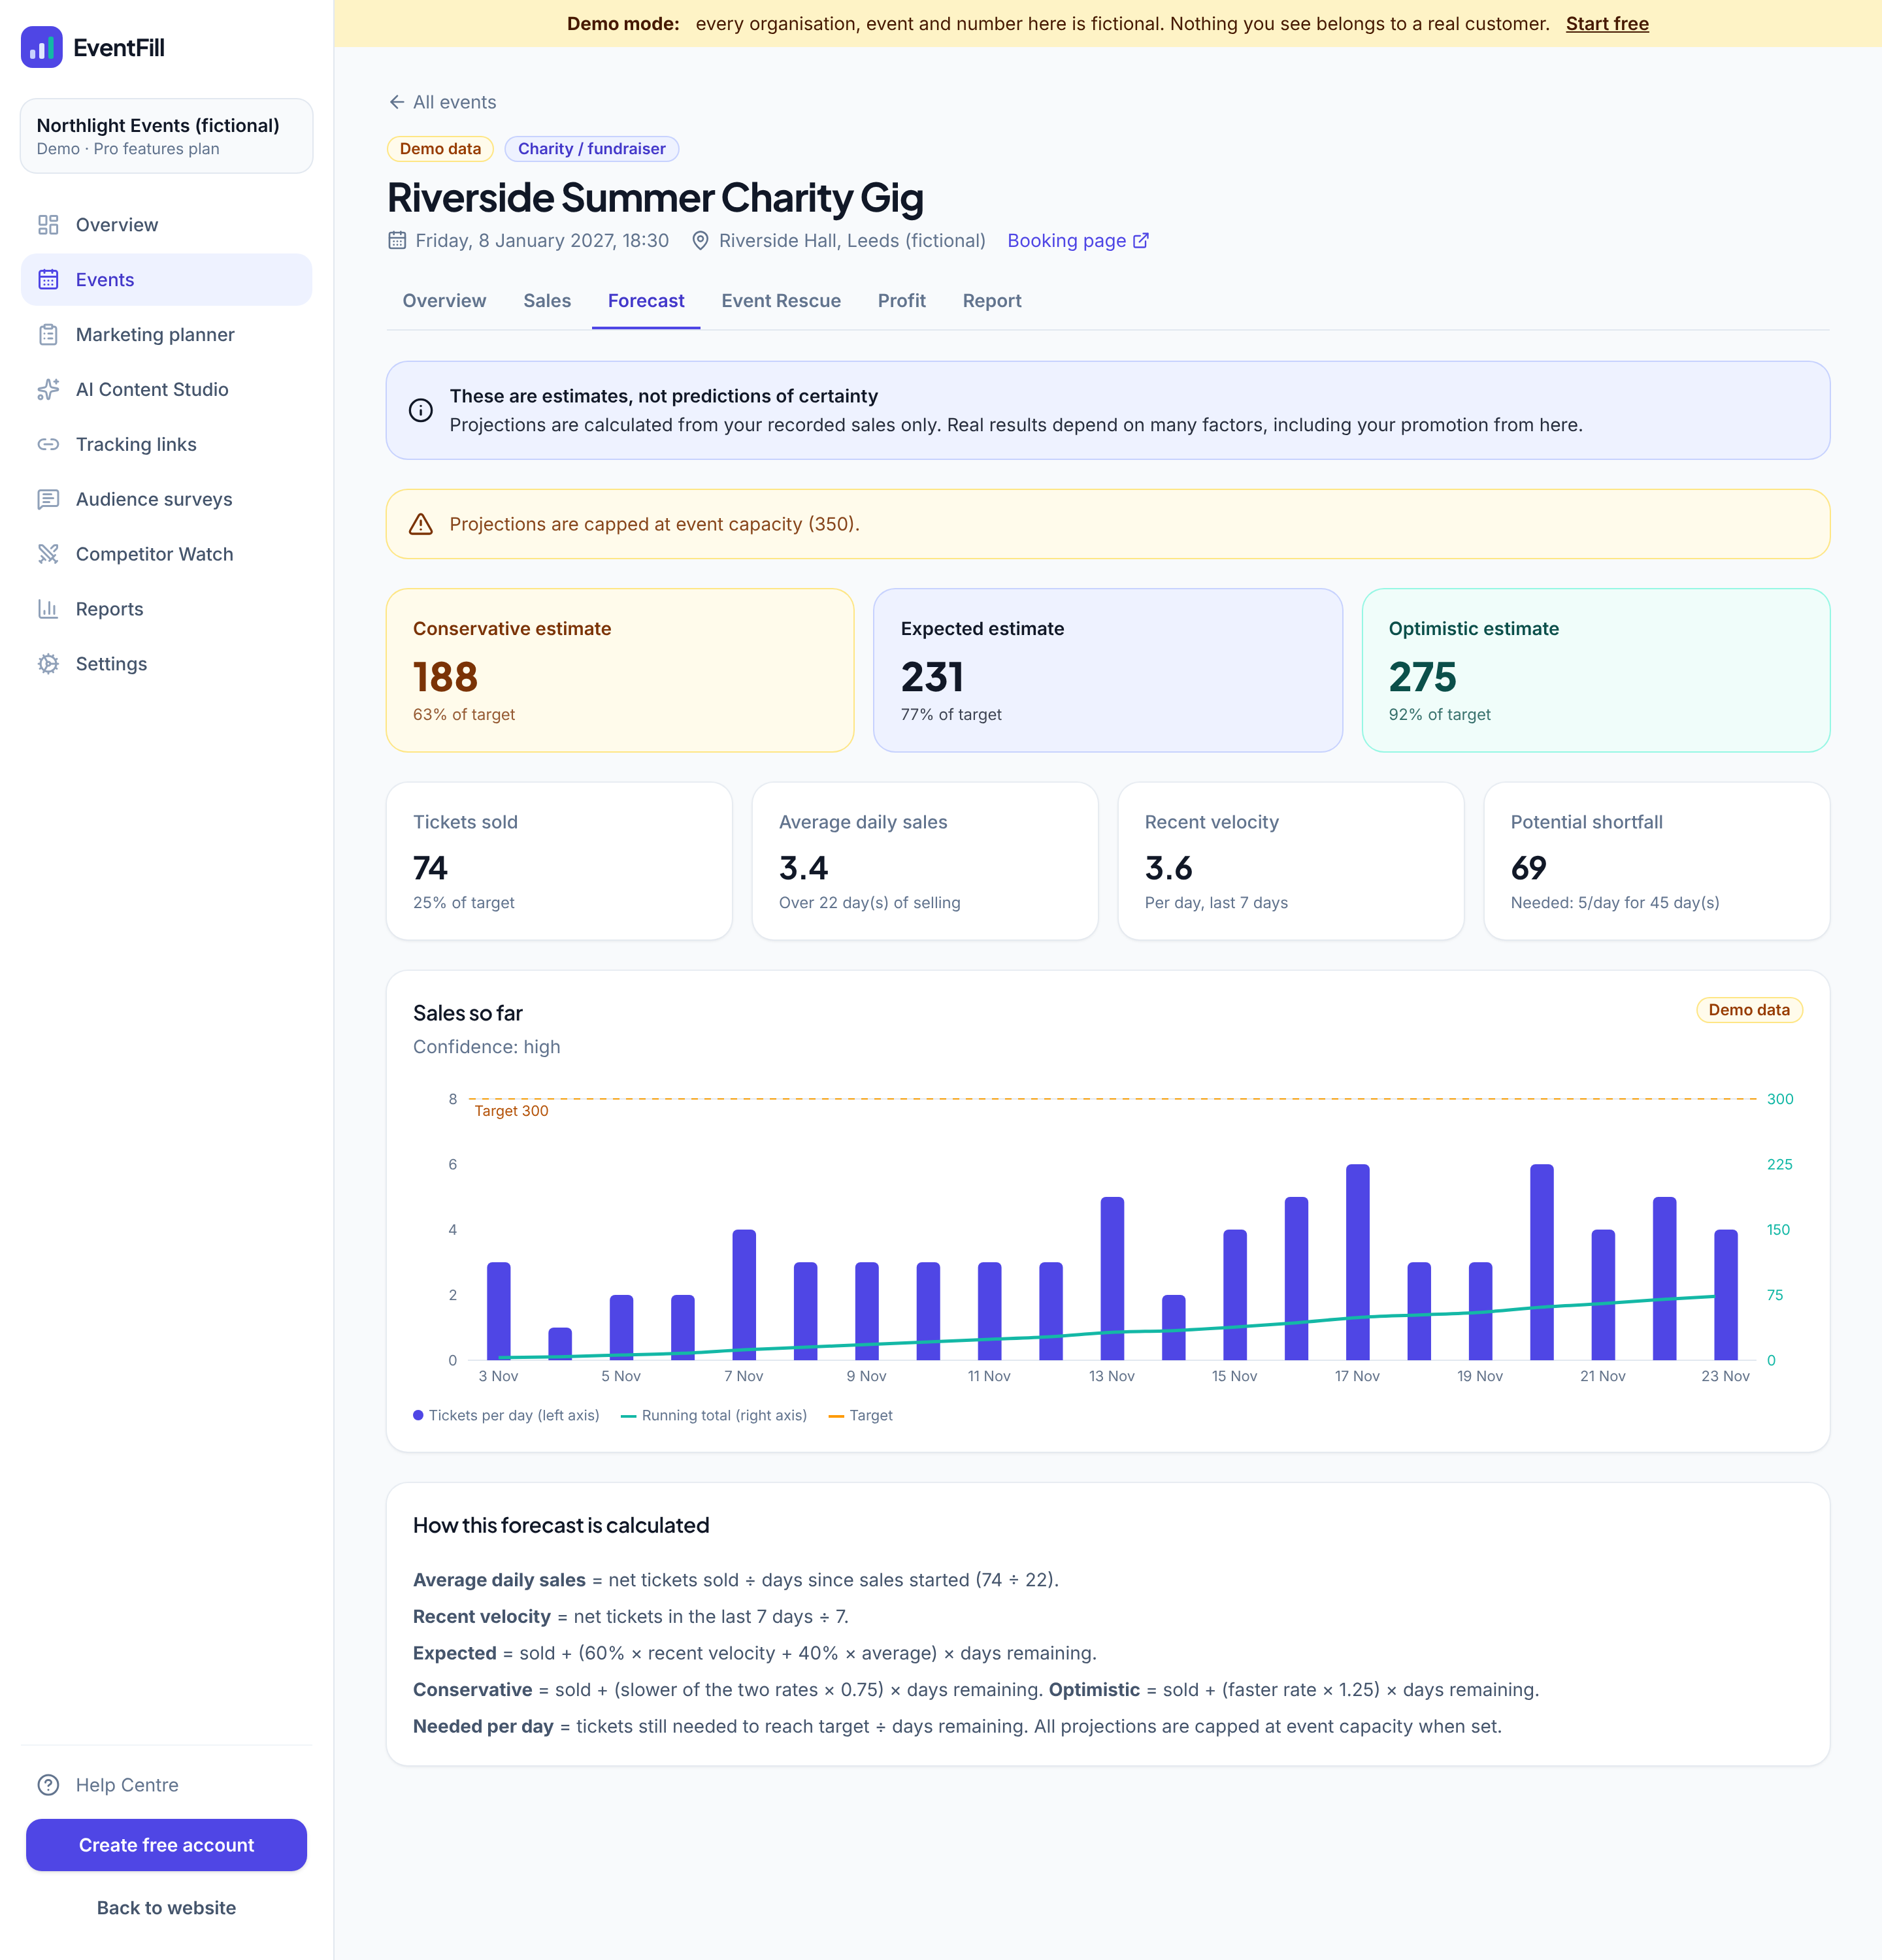 EventFill
Northlight Events (fictional)
Demo · Pro features plan
Overview
Events
Marketing planner
AI Content Studio
Tracking links
Audience surveys
Competitor Watch
Reports
Settings
Help Centre
Create free account
Back to website
Demo mode: every organisation, event and number here is fictional. Nothing you see belongs to a real customer. Start free
All events
Demo data Charity / fundraiser
Riverside Summer Charity Gig
Friday, 8 January 2027, 18:30 Riverside Hall, Leeds (fictional) Booking page
Overview Sales Forecast Event Rescue Profit Report
These are estimates, not predictions of certainty
Projections are calculated from your recorded sales only. Real results depend on many factors, including your promotion from here.
Projections are capped at event capacity (350).
Conservative estimate
188
63% of target
Expected estimate
231
77% of target
Optimistic estimate
275
92% of target
Tickets sold
74
25% of target
Average daily sales
3.4
Over 22 day(s) of selling
Recent velocity
3.6
Per day, last 7 days
Potential shortfall
69
Needed: 5/day for 45 day(s)
Sales so far
Demo data
Confidence: high
8 300
Target 300
6 225
4 150
2 75
0 0
3 Nov 5 Nov 7 Nov 9 Nov 11 Nov 13 Nov 15 Nov 17 Nov 19 Nov 21 Nov 23 Nov
Tickets per day (left axis) Running total (right axis) Target
How this forecast is calculated
Average daily sales = net tickets sold ÷ days since sales started (74 ÷ 22).
Recent velocity = net tickets in the last 7 days ÷ 7.
Expected = sold + (60% × recent velocity + 40% × average) × days remaining.
Conservative = sold + (slower of the two rates × 0.75) × days remaining. Optimistic = sold + (faster rate × 1.25) × days remaining.
Needed per day = tickets still needed to reach target ÷ days remaining. All projections are capped at event capacity when set.